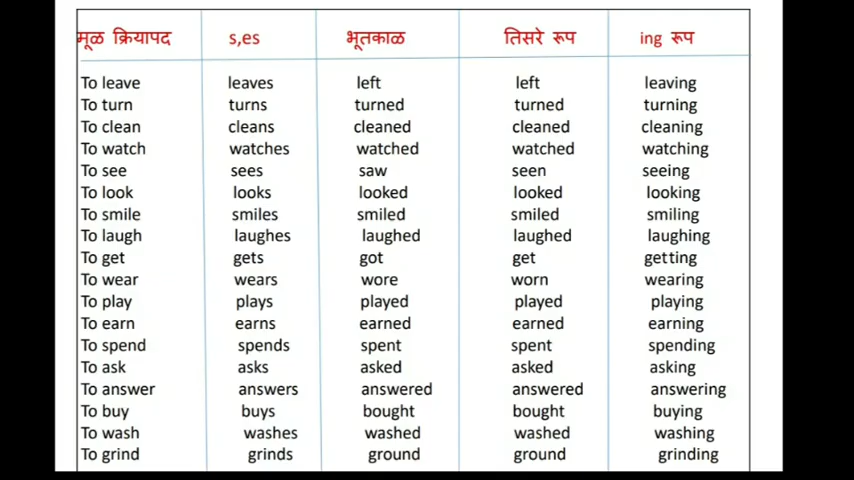 मूळ क्रियापद s,es भूतकाळ तिसरे रूप ing रूप
To leave leaves left left leaving
To turn turns turned turned turning
To clean cleans cleaned cleaned cleaning
To watch watches watched watched watching
To see sees saw seen seeing
To look looks looked looked looking
To smile smiles smiled smiled smiling
To laugh laughes laughed laughed laughing
To get gets got get getting
To wear wears wore worn wearing
To play plays played played playing
To earn earns earned earned earning
To spend spends spent spent spending
To ask asks asked asked asking
To answer answers answered answered answering
To buy buys bought bought buying
To wash washes washed washed washing
To grind grinds ground ground grinding